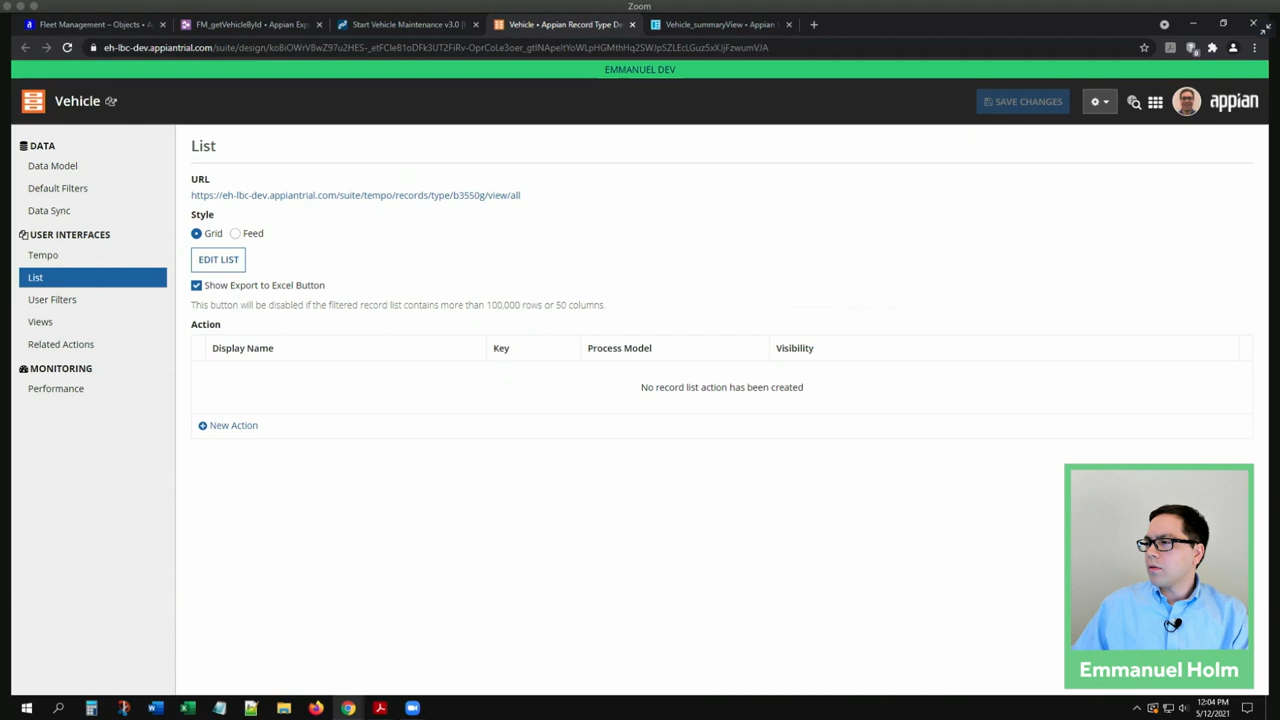 Zoom
Fleet Management – Objects • A
FM_getVehicleById • Appian Exp
Start Vehicle Maintenance v3.0 [
Vehicle • Appian Record Type De
Vehicle_summaryView • Appian
EMMANUEL DEV
Vehicle
SAVE CHANGES
appian
DATA
Data Model
Default Filters
Data Sync
USER INTERFACES
Tempo
List
User Filters
Views
Related Actions
MONITORING
Performance
List
URL
https://eh-lbc-dev.appiantrial.com/suite/tempo/records/type/b3550g/view/all
Style
Grid Feed
EDIT LIST
Show Export to Excel Button
This button will be disabled if the filtered record list contains more than 100,000 rows or 50 columns.
Action
Display Name Key Process Model Visibility
No record list action has been created
New Action
Emmanuel Holm
12:04 PM
5/12/2021